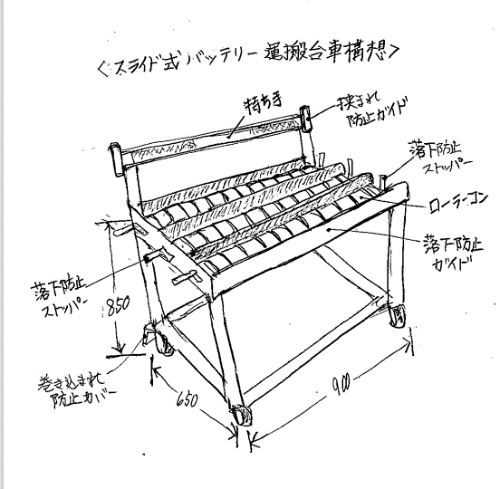 <スライド式バッテリー運搬台車構想>
持ち手
挟まれ
防止ガイド
落下防止
ストッパー
ローラーコン
落下防止
ガイド
落下防止
ストッパー
850
巻き込まれ
防止カバー
650
900